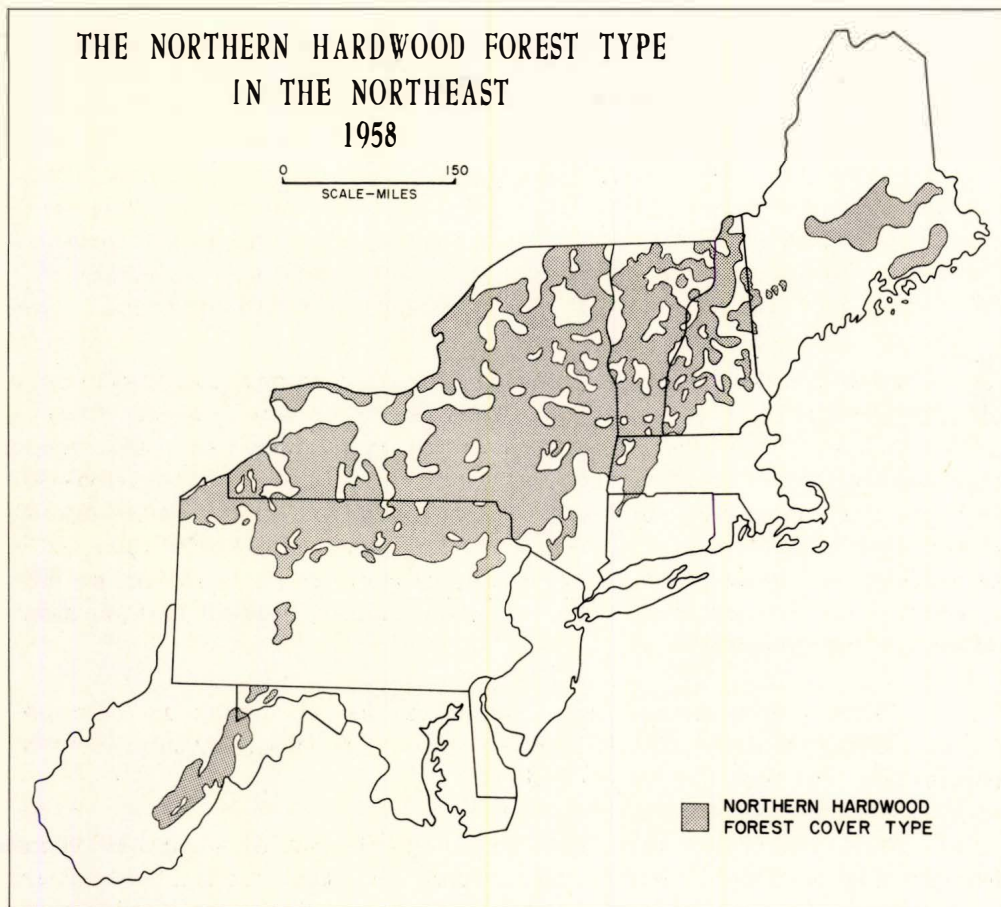 THE NORTHERN HARDWOOD FOREST TYPE
IN THE NORTHEAST
1958
0 150
SCALE-MILES
NORTHERN HARDWOOD
FOREST COVER TYPE